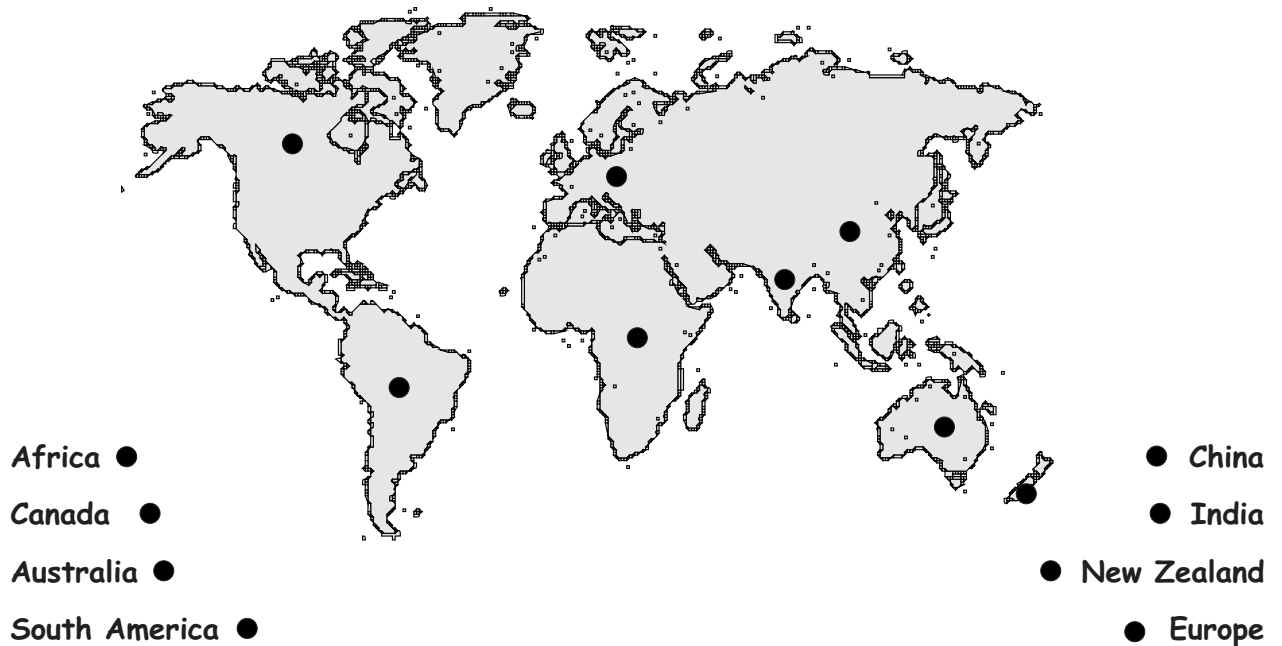 Africa
Canada
Australia
South America
China
India
New Zealand
Europe